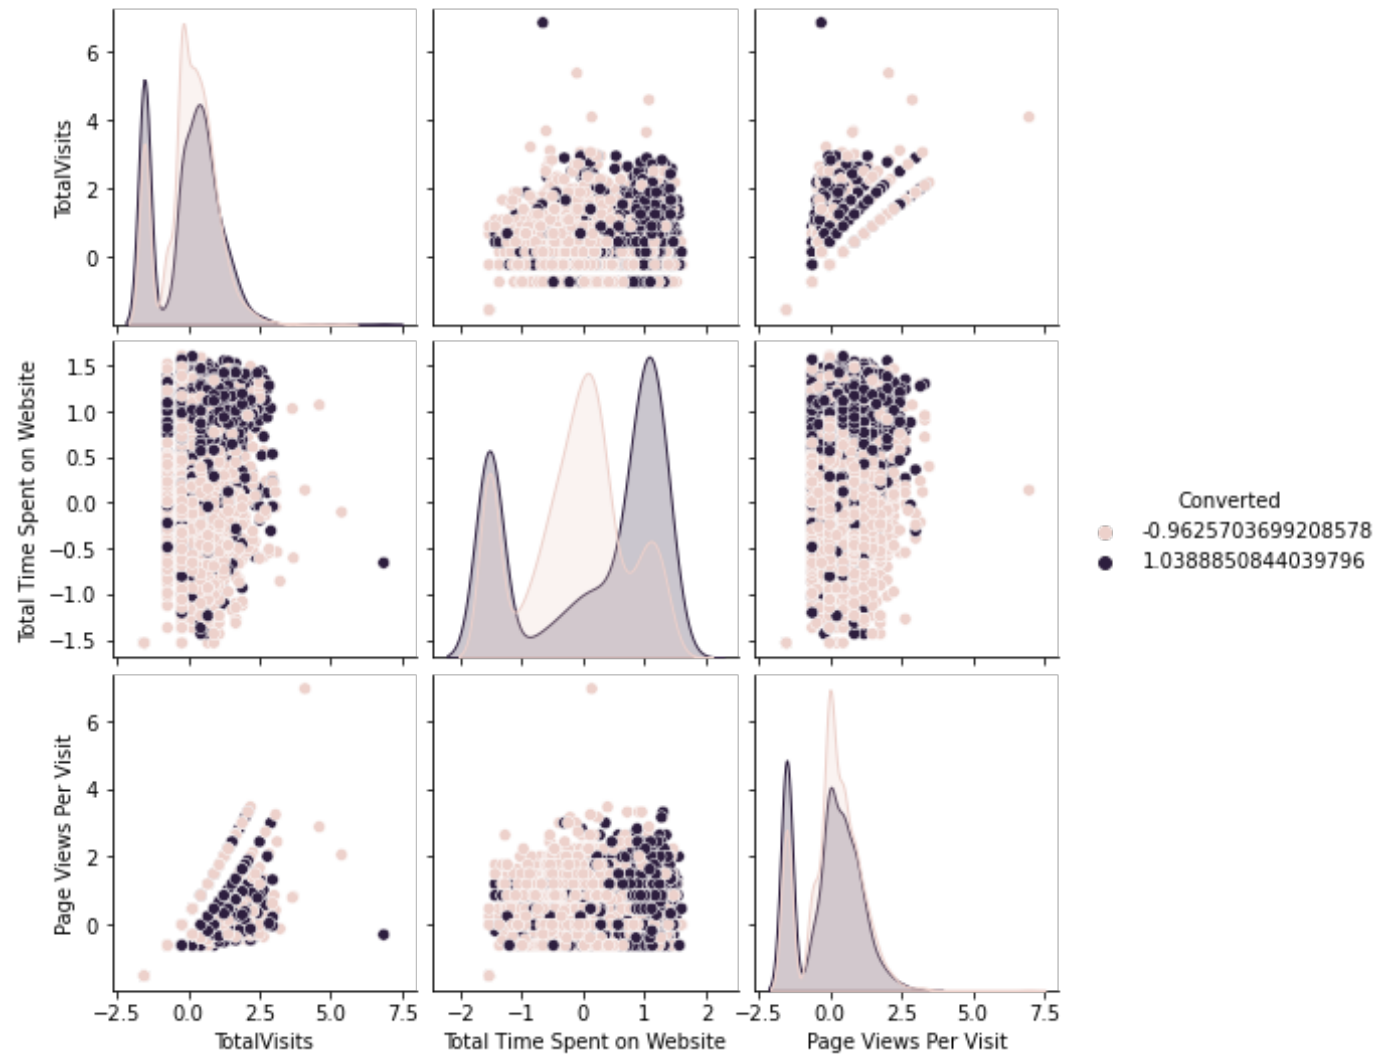 TotalVisits
6
4
2
0
Total Time Spent on Website
1.5
1.0
0.5
0.0
−0.5
−1.0
−1.5
Converted
-0.9625703699208578
1.0388850844039796
Page Views Per Visit
6
4
2
0
−2.5 0.0 2.5 5.0 7.5
−2 −1 0 1 2
−2.5 0.0 2.5 5.0 7.5
TotalVisits
Total Time Spent on Website
Page Views Per Visit